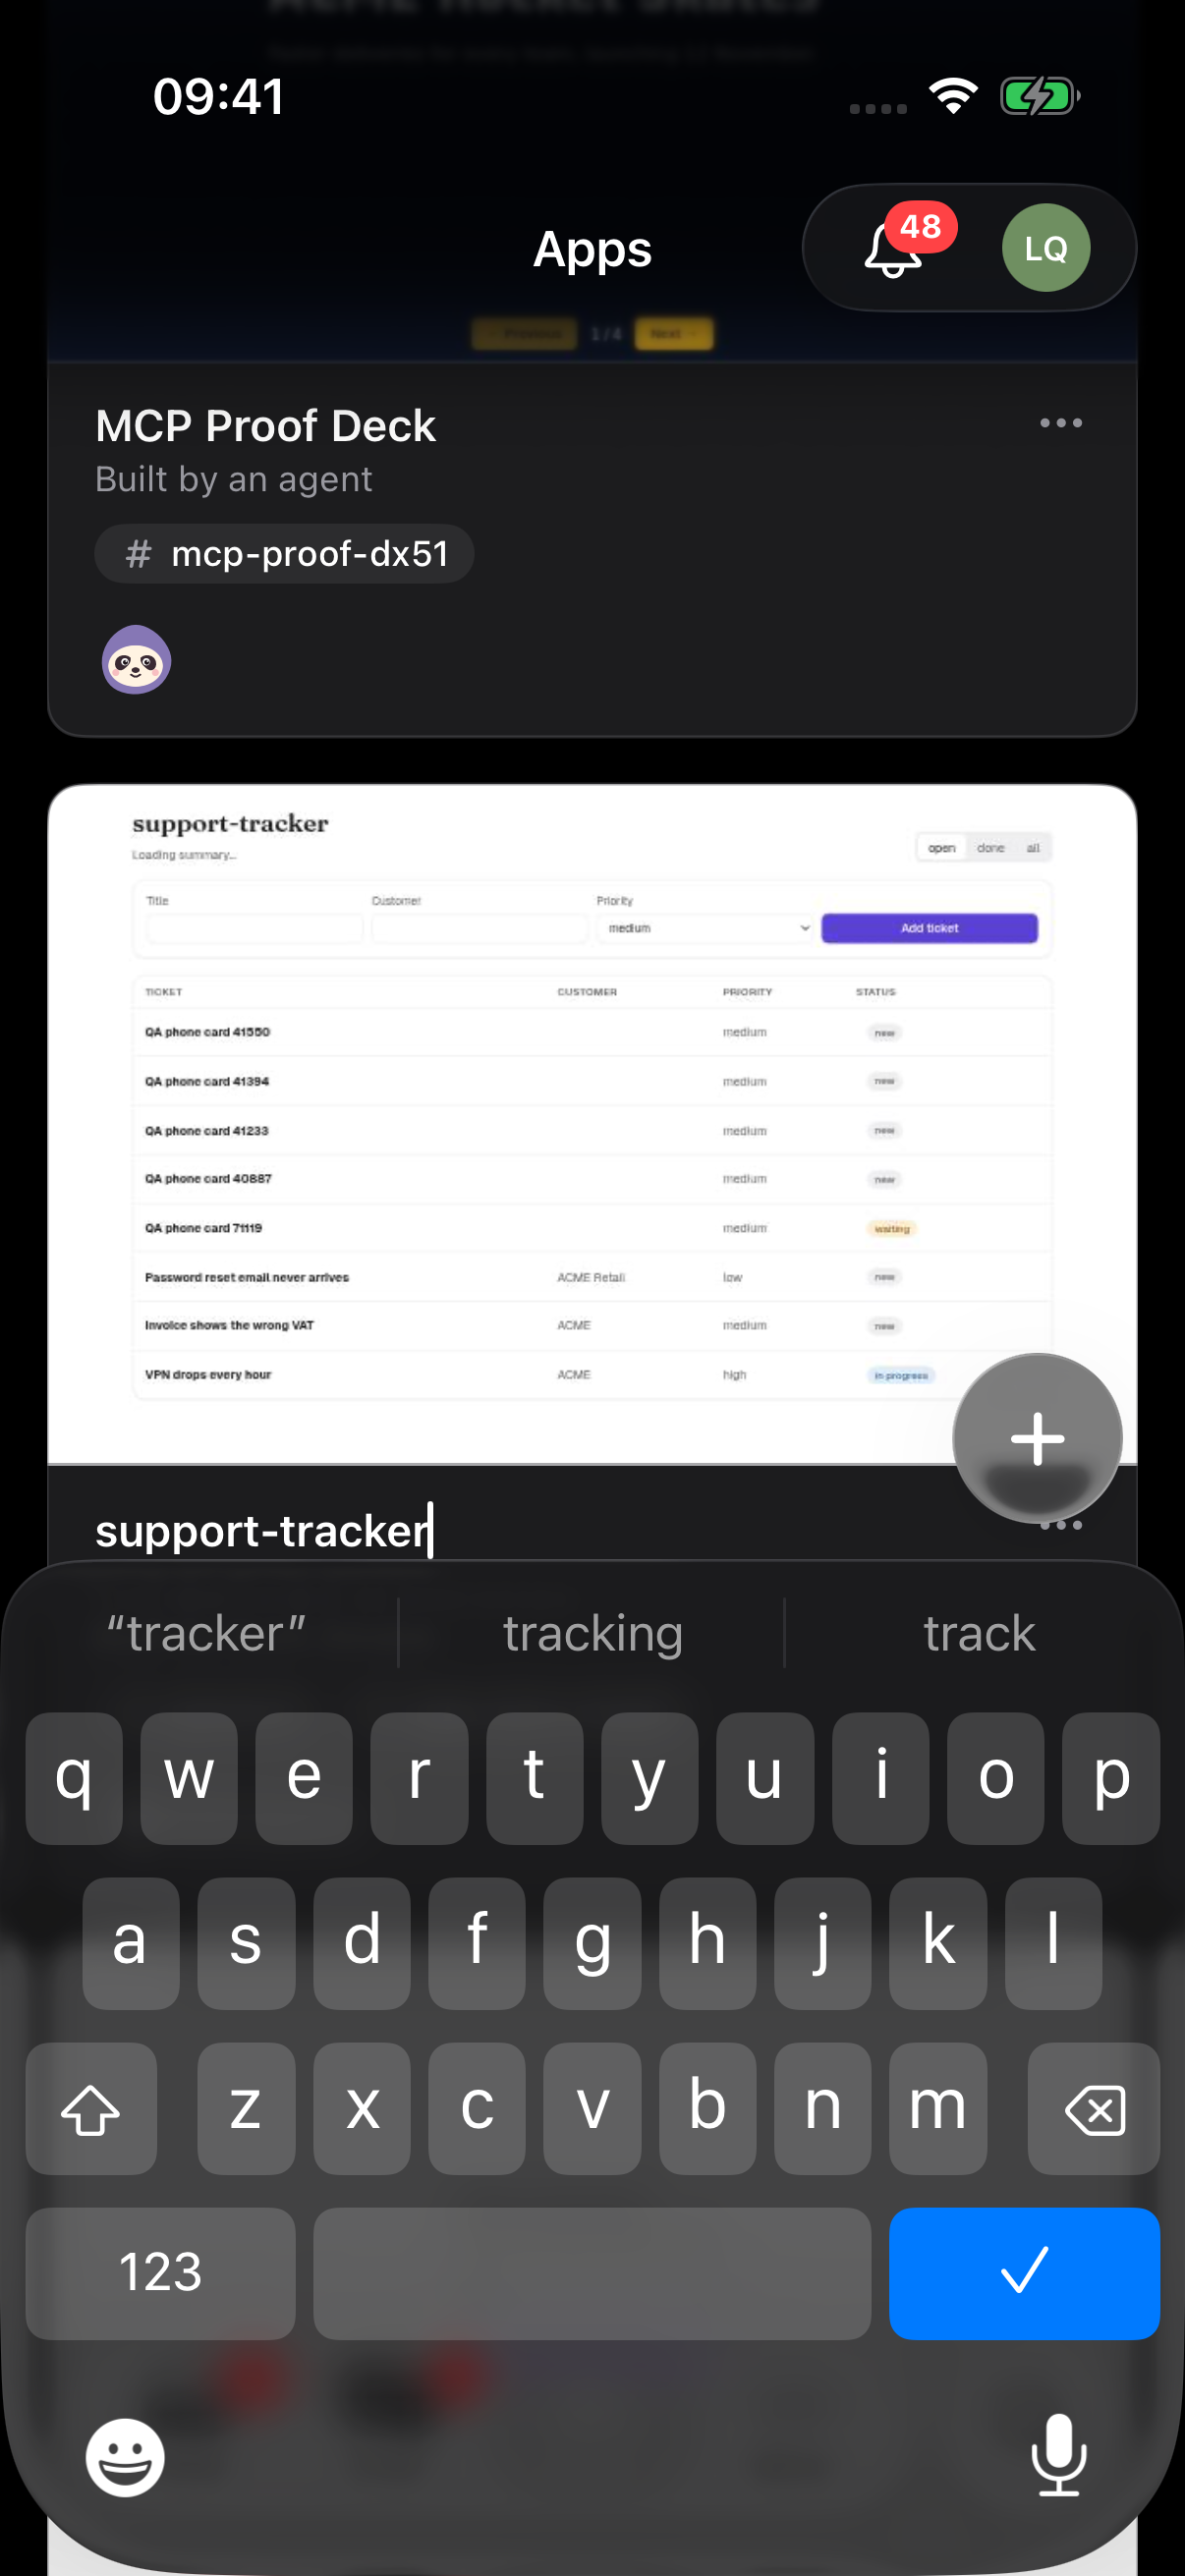 09:41
Apps
48
LQ
Previous
1 / 4
Next
MCP Proof Deck
Built by an agent
# mcp-proof-dx51
support-tracker
Loading summary...
open done all
Title Customer Priority
medium Add ticket
TICKET CUSTOMER PRIORITY STATUS
QA phone card 41550 medium new
QA phone card 41394 medium new
QA phone card 41233 medium new
QA phone card 40887 medium new
QA phone card 71119 medium waiting
Password reset email never arrives ACME Retail low new
Invoice shows the wrong VAT ACME medium new
VPN drops every hour ACME high in progress
support-tracker
“tracker” tracking track
q w e r t y u i o p
a s d f g h j k l
z x c v b n m
123